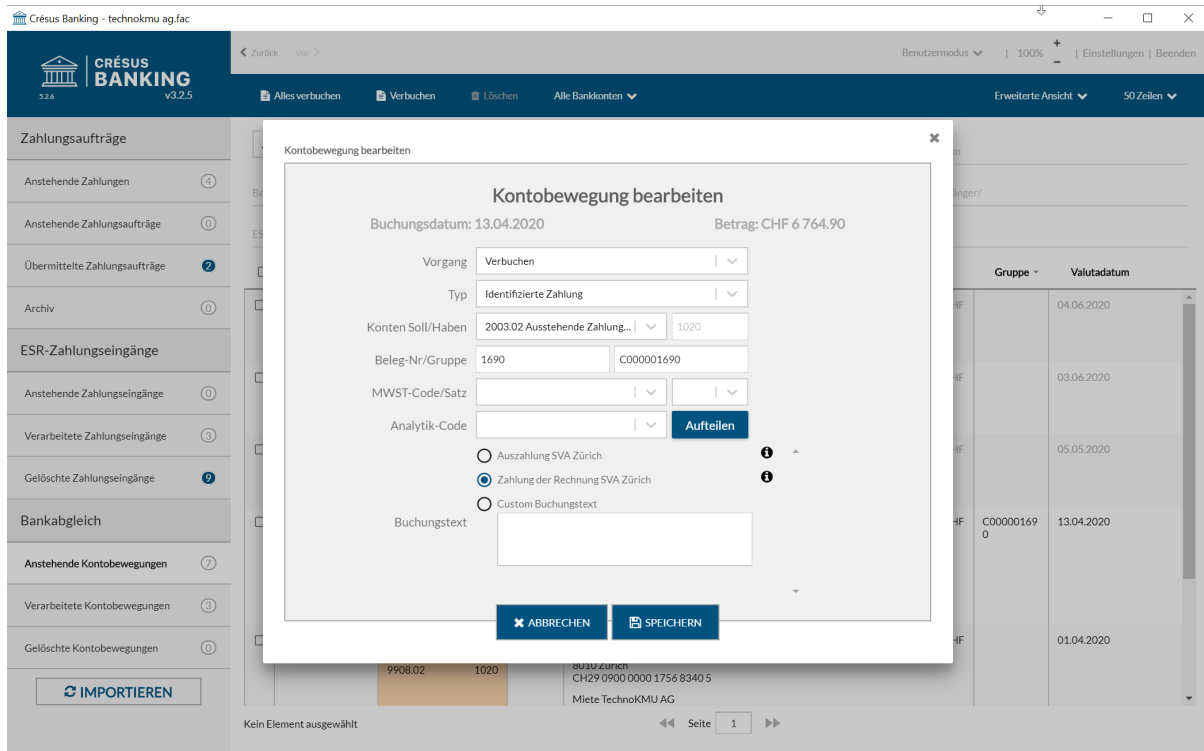 Crésus Banking - technokmu ag.fac
CRÉSUS
BANKING
5.2.6 v3.2.5
Zurück Vor
Benutzermodus | 100% + − | Einstellungen | Beenden
Alles verbuchen Verbuchen Löschen Alle Bankkonten Erweiterte Ansicht 50 Zeilen
Zahlungsaufträge
Anstehende Zahlungen 4
Anstehende Zahlungsaufträge 0
Übermittelte Zahlungsaufträge 2
Archiv 0
ESR-Zahlungseingänge
Anstehende Zahlungseingänge 0
Verarbeitete Zahlungseingänge 3
Gelöschte Zahlungseingänge 9
Bankabgleich
Anstehende Kontobewegungen 7
Verarbeitete Kontobewegungen 3
Gelöschte Kontobewegungen 0
IMPORTIEREN
Kontobewegung bearbeiten
Kontobewegung bearbeiten
Buchungsdatum: 13.04.2020 Betrag: CHF 6 764.90
Vorgang Verbuchen
Typ Identifizierte Zahlung
Konten Soll/Haben 2003.02 Ausstehende Zahlung... 1020
Beleg-Nr/Gruppe 1690 C000001690
MWST-Code/Satz
Analytik-Code Aufteilen
Auszahlung SVA Zürich
Zahlung der Rechnung SVA Zürich
Custom Buchungstext
Buchungstext
ABBRECHEN SPEICHERN
Gruppe Valutadatum
04.06.2020
03.06.2020
05.05.2020
C00000169
0
13.04.2020
01.04.2020
9908.02 1020
8010 Zürich
CH29 0900 0000 1756 8340 5
Miete TechnoKMU AG
Kein Element ausgewählt Seite 1